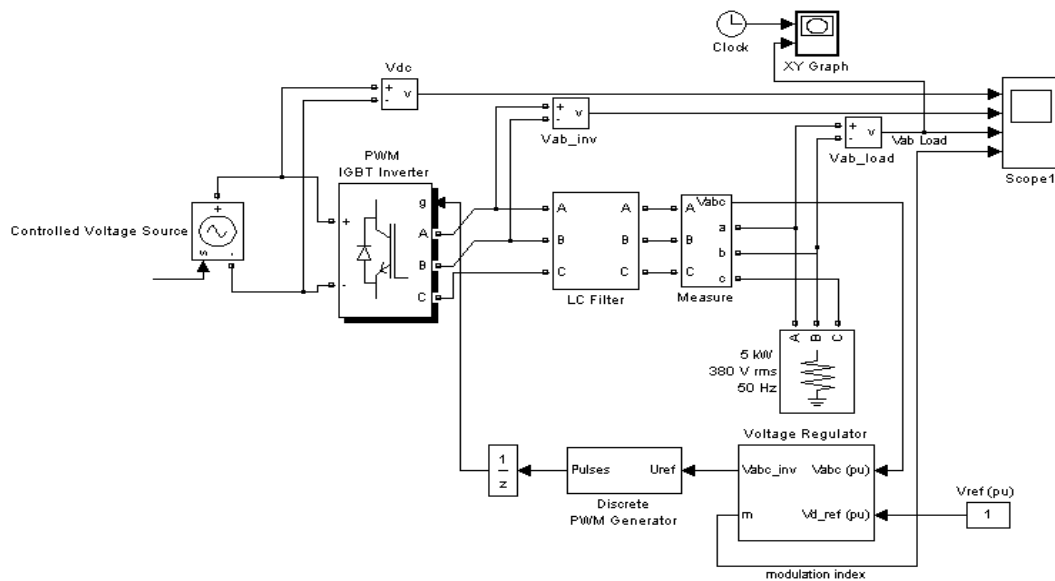 Clock
XY Graph
Vdc
+
-
v
+
-
v
Vab_inv
+
-
v
Vab Load
Vab_load
Scope1
PWM
IGBT Inverter
g
+
-
A
B
C
Controlled Voltage Source
+
s
-
A
B
C
A
B
C
LC Filter
A
B
C
Vabc
a
b
c
Measure
A
B
C
5 kW
380 V rms
50 Hz
Voltage Regulator
Vabc_inv
Vabc (pu)
m
Vd_ref (pu)
Vref (pu)
1
Pulses
Uref
Discrete
PWM Generator
1
z
modulation index